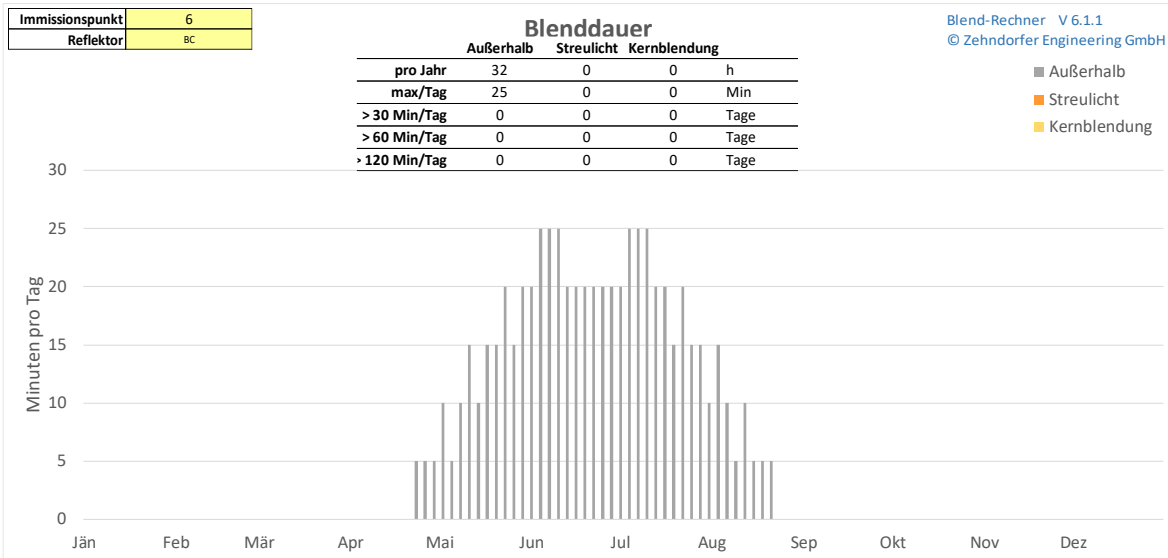 Immissionspunkt 6
Reflektor BC
Blenddauer
Außerhalb Streulicht Kernblendung
pro Jahr 32 0 0 h
max/Tag 25 0 0 Min
> 30 Min/Tag 0 0 0 Tage
> 60 Min/Tag 0 0 0 Tage
> 120 Min/Tag 0 0 0 Tage
Blend-Rechner V 6.1.1
© Zehndorfer Engineering GmbH
Außerhalb
Streulicht
Kernblendung
Minuten pro Tag
30
25
20
15
10
5
0
Jän Feb Mär Apr Mai Jun Jul Aug Sep Okt Nov Dez